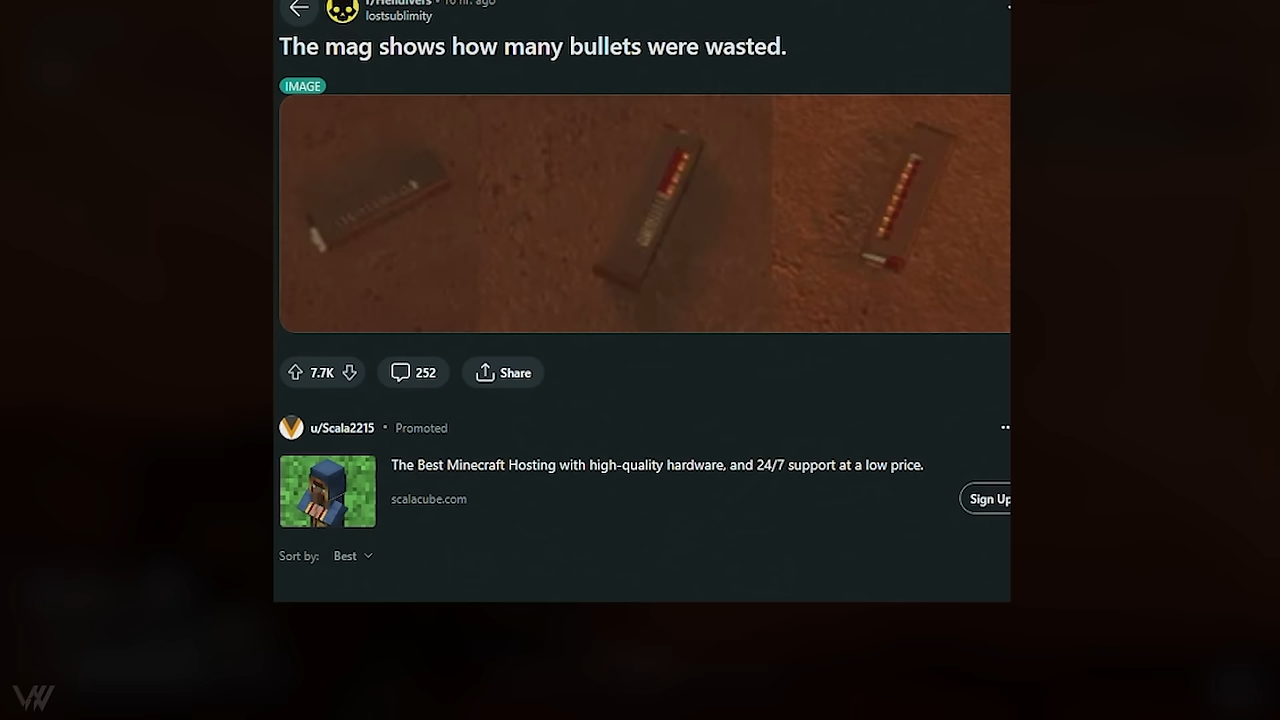 r/Helldivers • 10 hr. ago
lostsublimity
The mag shows how many bullets were wasted.
IMAGE
7.7K
252
Share
u/Scala2215 • Promoted
The Best Minecraft Hosting with high-quality hardware, and 24/7 support at a low price.
scalacube.com
Sign Up
Sort by: Best